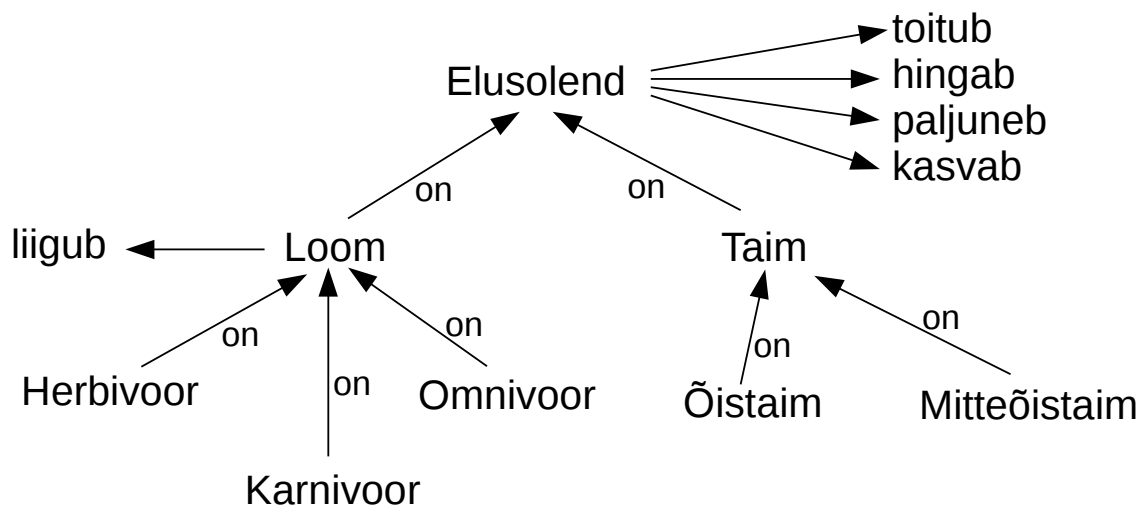 toitub
Elusolend
hingab
paljuneb
kasvab
on
on
liigub
Loom
Taim
on
on
on
on
on
Herbivoor
Omnivoor
Õistaim
Mitteõistaim
Karnivoor